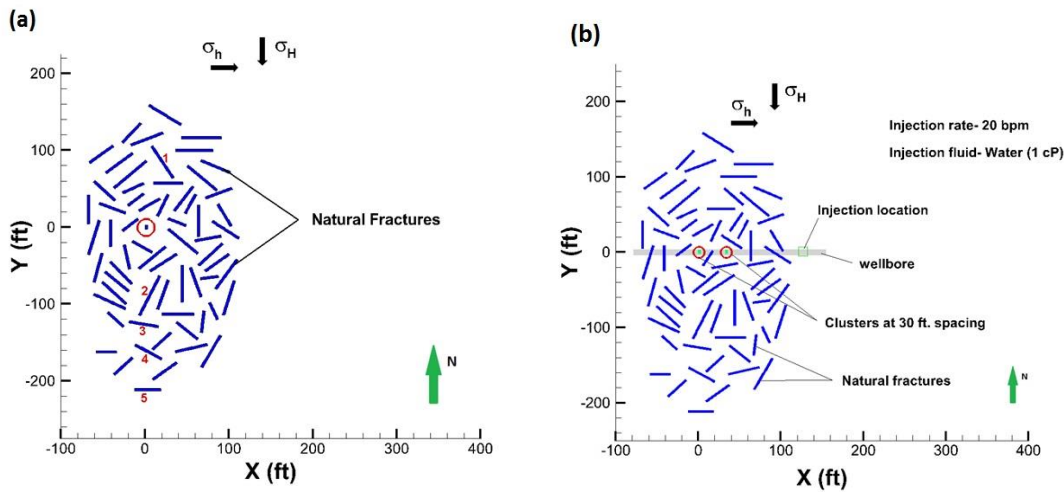 (a)
σh
σH
200
100
0
-100
-200
Y (ft)
1
2
3
4
5
Natural Fractures
N
-100
0
100
200
300
400
X (ft)
(b)
σH
σh
200
100
0
-100
-200
Y (ft)
Injection rate- 20 bpm
Injection fluid- Water (1 cP)
Injection location
wellbore
Clusters at 30 ft. spacing
Natural fractures
N
-100
0
100
200
300
400
X (ft)